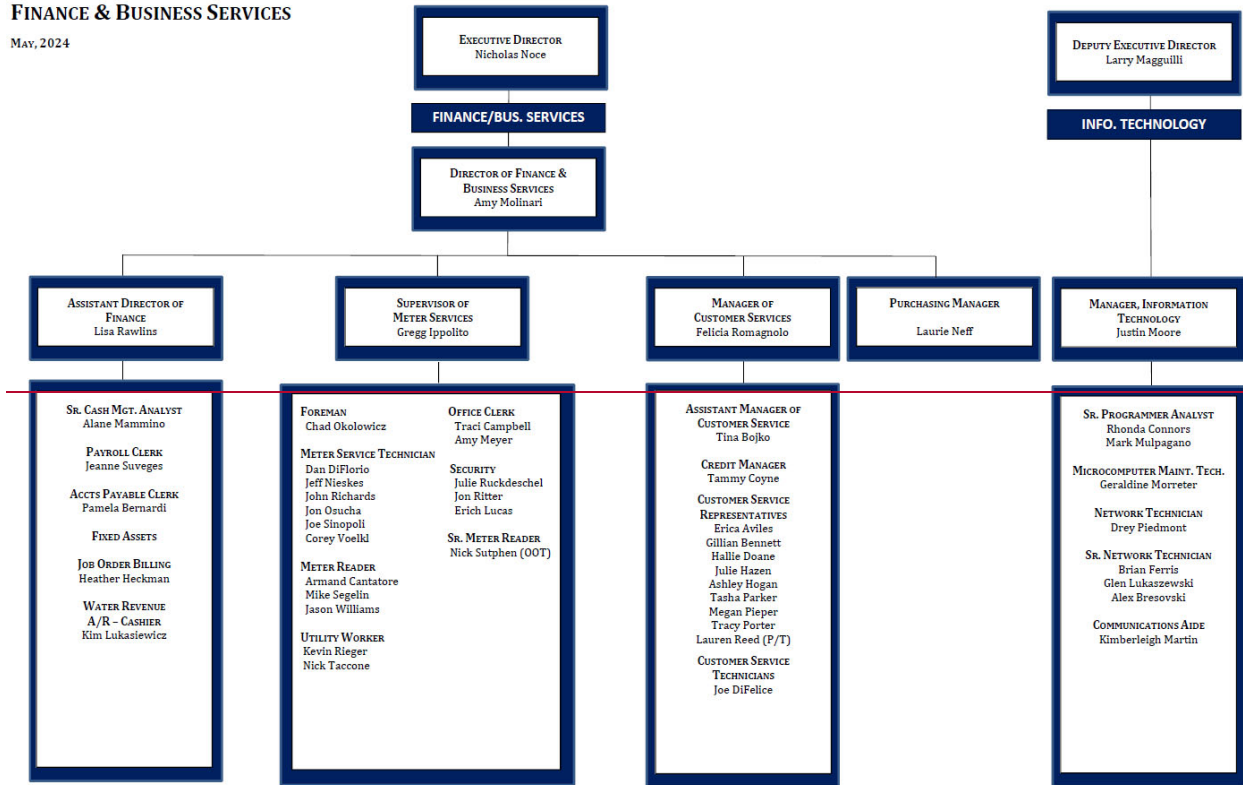 FINANCE & BUSINESS SERVICES
MAY, 2024
EXECUTIVE DIRECTOR
Nicholas Noce
FINANCE/BUS. SERVICES
DIRECTOR OF FINANCE &
BUSINESS SERVICES
Amy Molinari
DEPUTY EXECUTIVE DIRECTOR
Larry Magguilli
INFO. TECHNOLOGY
ASSISTANT DIRECTOR OF
FINANCE
Lisa Rawlins
SUPERVISOR OF
METER SERVICES
Gregg Ippolito
MANAGER OF
CUSTOMER SERVICES
Felicia Romagnolo
PURCHASING MANAGER
Laurie Neff
MANAGER, INFORMATION
TECHNOLOGY
Justin Moore
SR. CASH MGT. ANALYST
Alane Mammino
PAYROLL CLERK
Jeanne Suveges
ACCTS PAYABLE CLERK
Pamela Bernardi
FIXED ASSETS
JOB ORDER BILLING
Heather Heckman
WATER REVENUE
A/R – CASHIER
Kim Lukasiewicz
FOREMAN
Chad Okolowicz
METER SERVICE TECHNICIAN
Dan DiFlorio
Jeff Nieskes
John Richards
Jon Osucha
Joe Sinopoli
Corey Voelkl
METER READER
Armand Cantatore
Mike Segelin
Jason Williams
UTILITY WORKER
Kevin Rieger
Nick Taccone
OFFICE CLERK
Traci Campbell
Amy Meyer
SECURITY
Julie Ruckdeschel
Jon Ritter
Erich Lucas
SR. METER READER
Nick Sutphen (OOT)
ASSISTANT MANAGER OF
CUSTOMER SERVICE
Tina Bojko
CREDIT MANAGER
Tammy Coyne
CUSTOMER SERVICE
REPRESENTATIVES
Erica Aviles
Gillian Bennett
Hallie Doane
Julie Hazen
Ashley Hogan
Tasha Parker
Megan Pieper
Tracy Porter
Lauren Reed (P/T)
CUSTOMER SERVICE
TECHNICIANS
Joe DiFelice
SR. PROGRAMMER ANALYST
Rhonda Connors
Mark Mulpagano
MICROCOMPUTER MAINT. TECH.
Geraldine Morreter
NETWORK TECHNICIAN
Drey Piedmont
SR. NETWORK TECHNICIAN
Brian Ferris
Glen Lukaszewski
Alex Bresovski
COMMUNICATIONS AIDE
Kimberleigh Martin